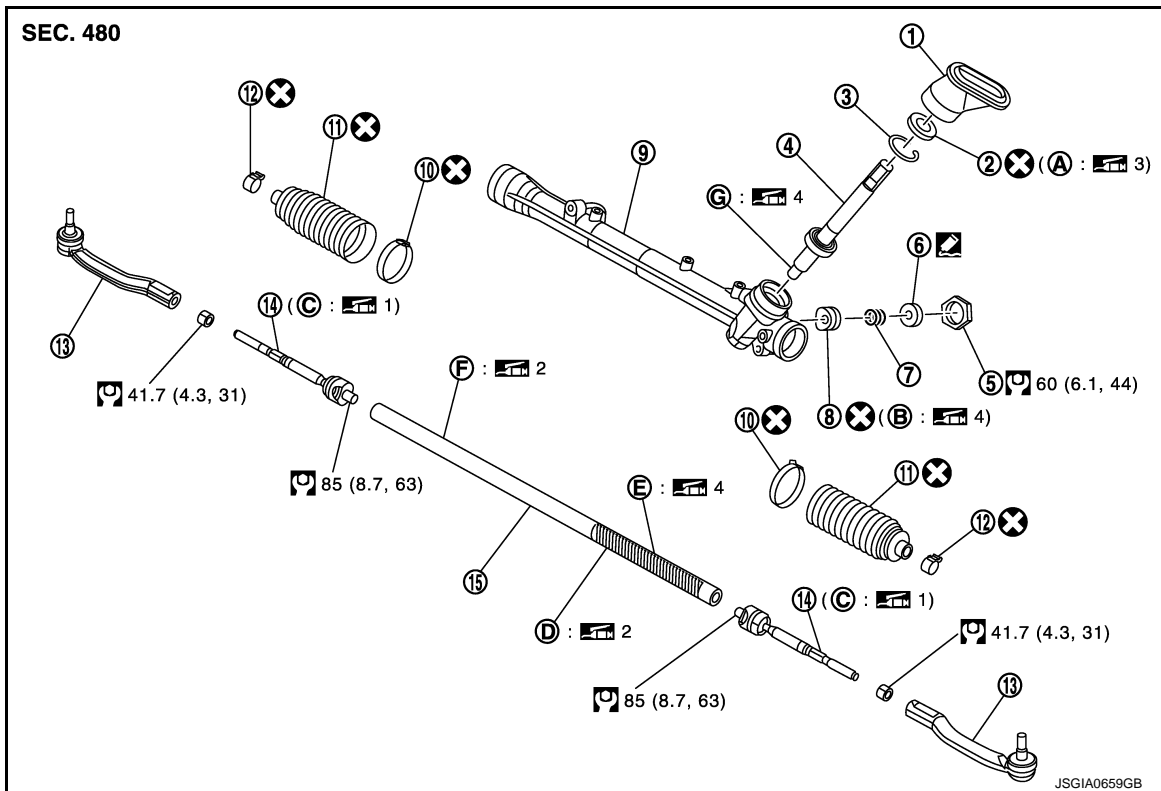 SEC. 480
①
⑫
③
⑪
④
⑨
② (Ⓐ : 3)
⑩
Ⓖ : 4
⑥
⑭ (Ⓒ : 1)
⑬
Ⓕ : 2
⑦
⑤ 60 (6.1, 44)
41.7 (4.3, 31)
⑧ (Ⓑ : 4)
⑩
85 (8.7, 63)
Ⓔ : 4
⑪
⑫
⑮
⑭ (Ⓒ : 1)
Ⓓ : 2
41.7 (4.3, 31)
⑬
85 (8.7, 63)
JSGIA0659GB